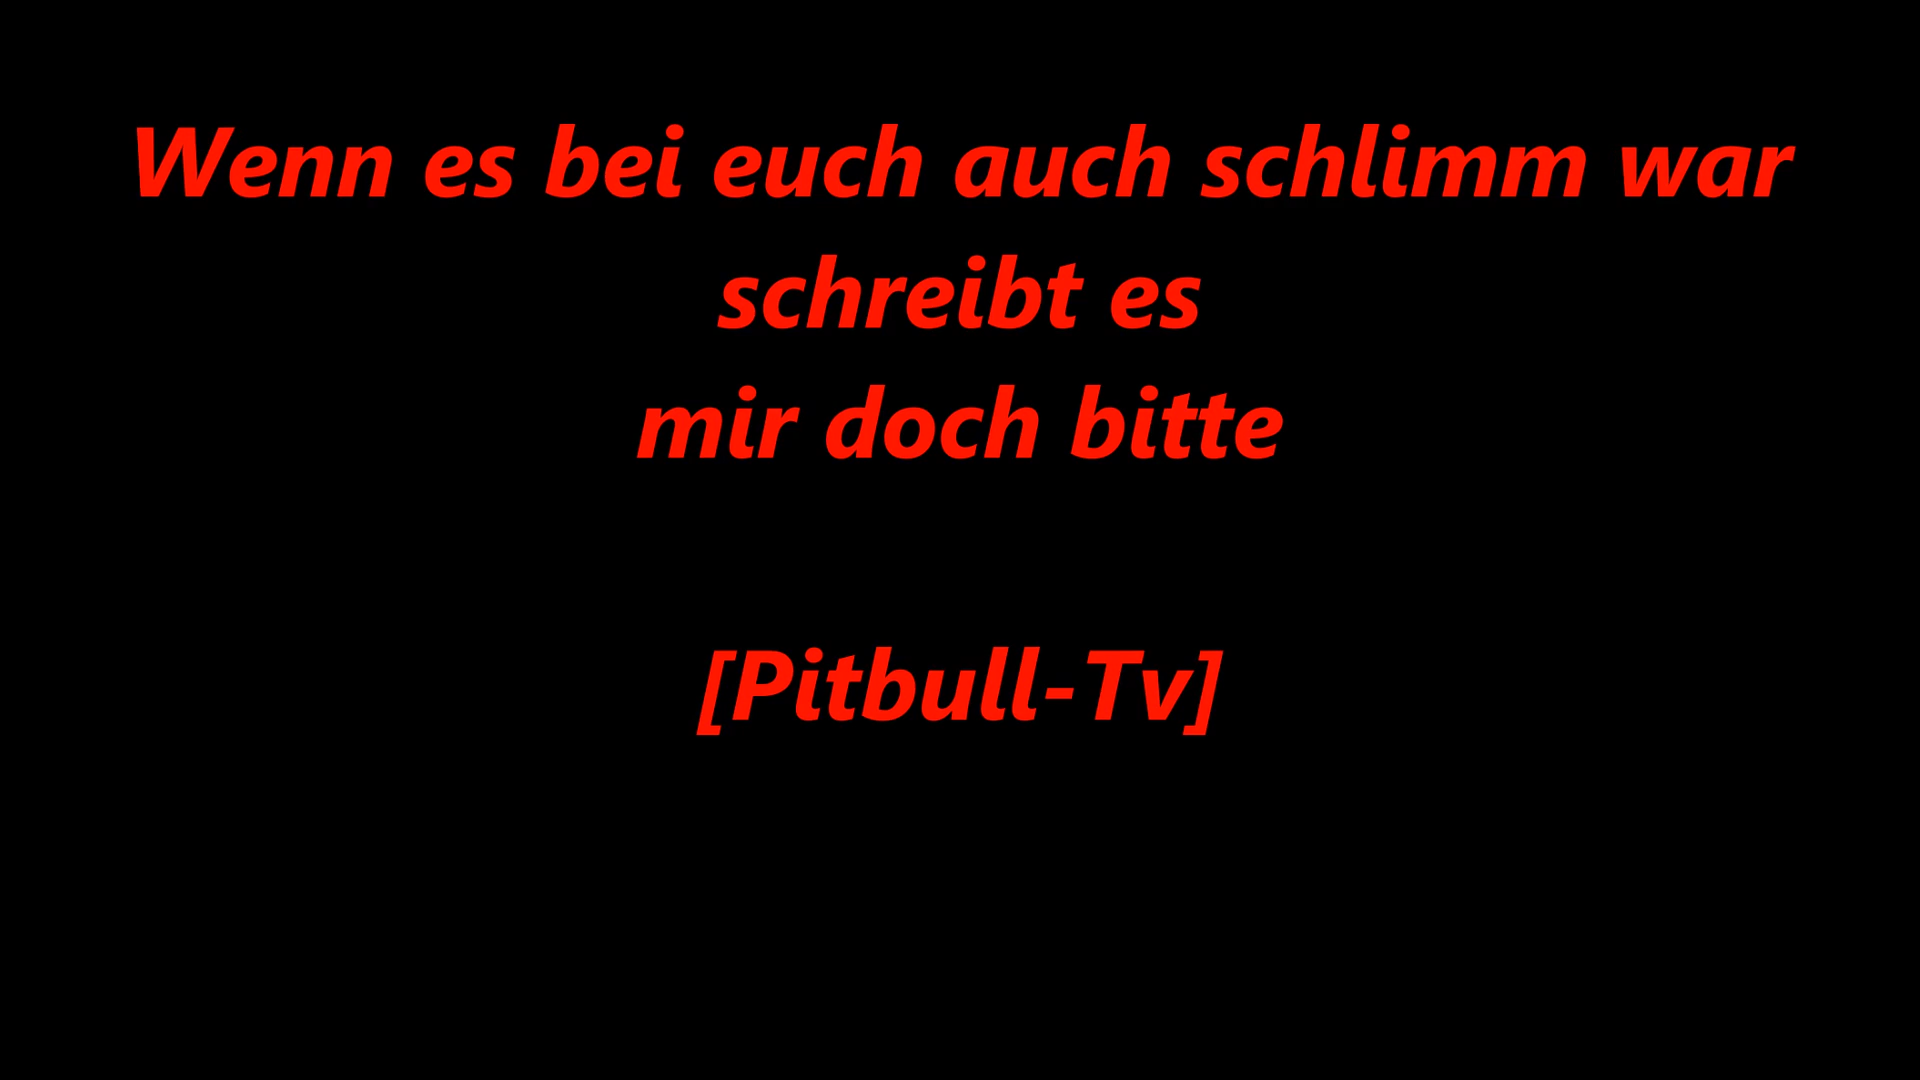 Wenn es bei euch auch schlimm war
schreibt es
mir doch bitte
[Pitbull-Tv]